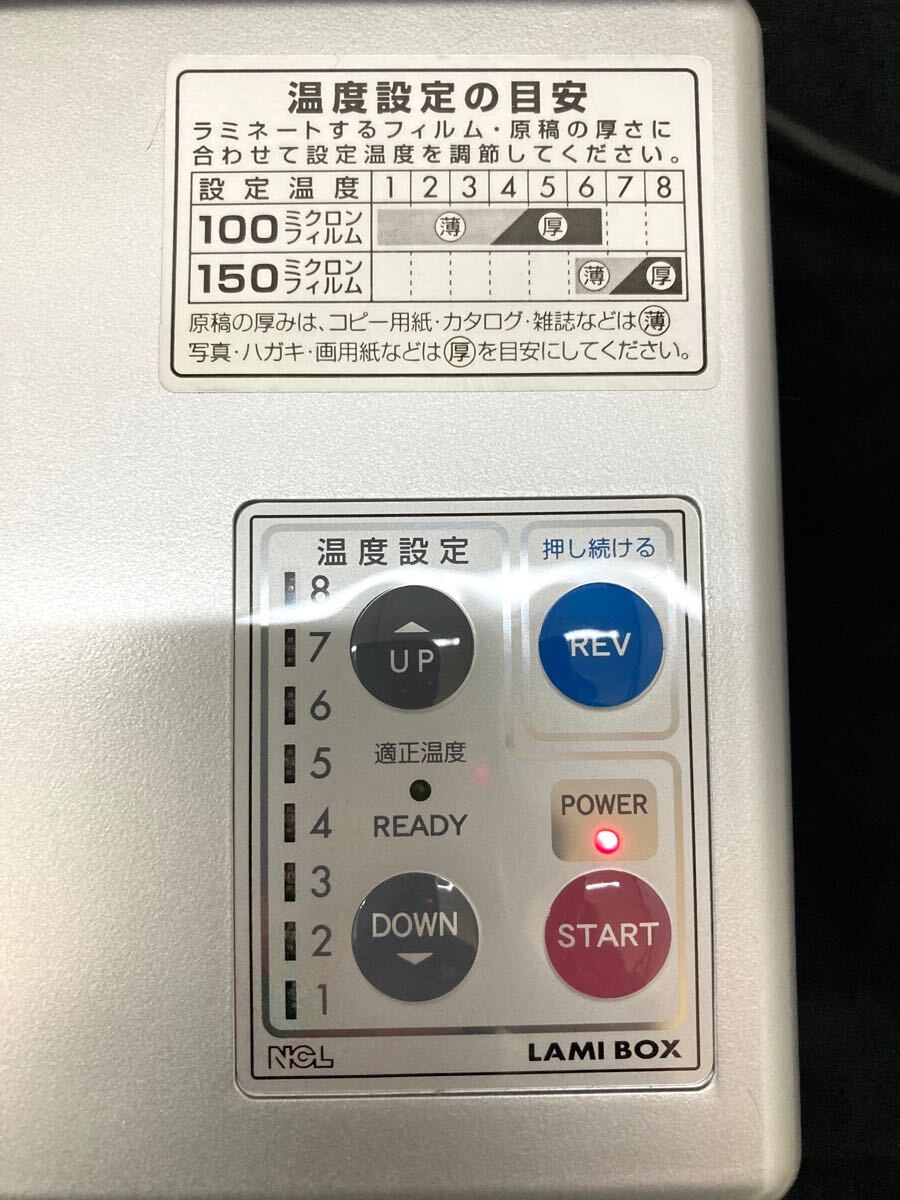 温度設定の目安
ラミネートするフィルム・原稿の厚さに
合わせて設定温度を調節してください。
設定温度 1 2 3 4 5 6 7 8
100 ミクロンフィルム 薄 厚
150 ミクロンフィルム 薄 厚
原稿の厚みは、コピー用紙・カタログ・雑誌などは薄
写真・ハガキ・画用紙などは厚を目安にしてください。
温度設定
押し続ける
8
7
6
5
4
3
2
1
UP
REV
適正温度
READY
POWER
DOWN
START
NCL
LAMI BOX